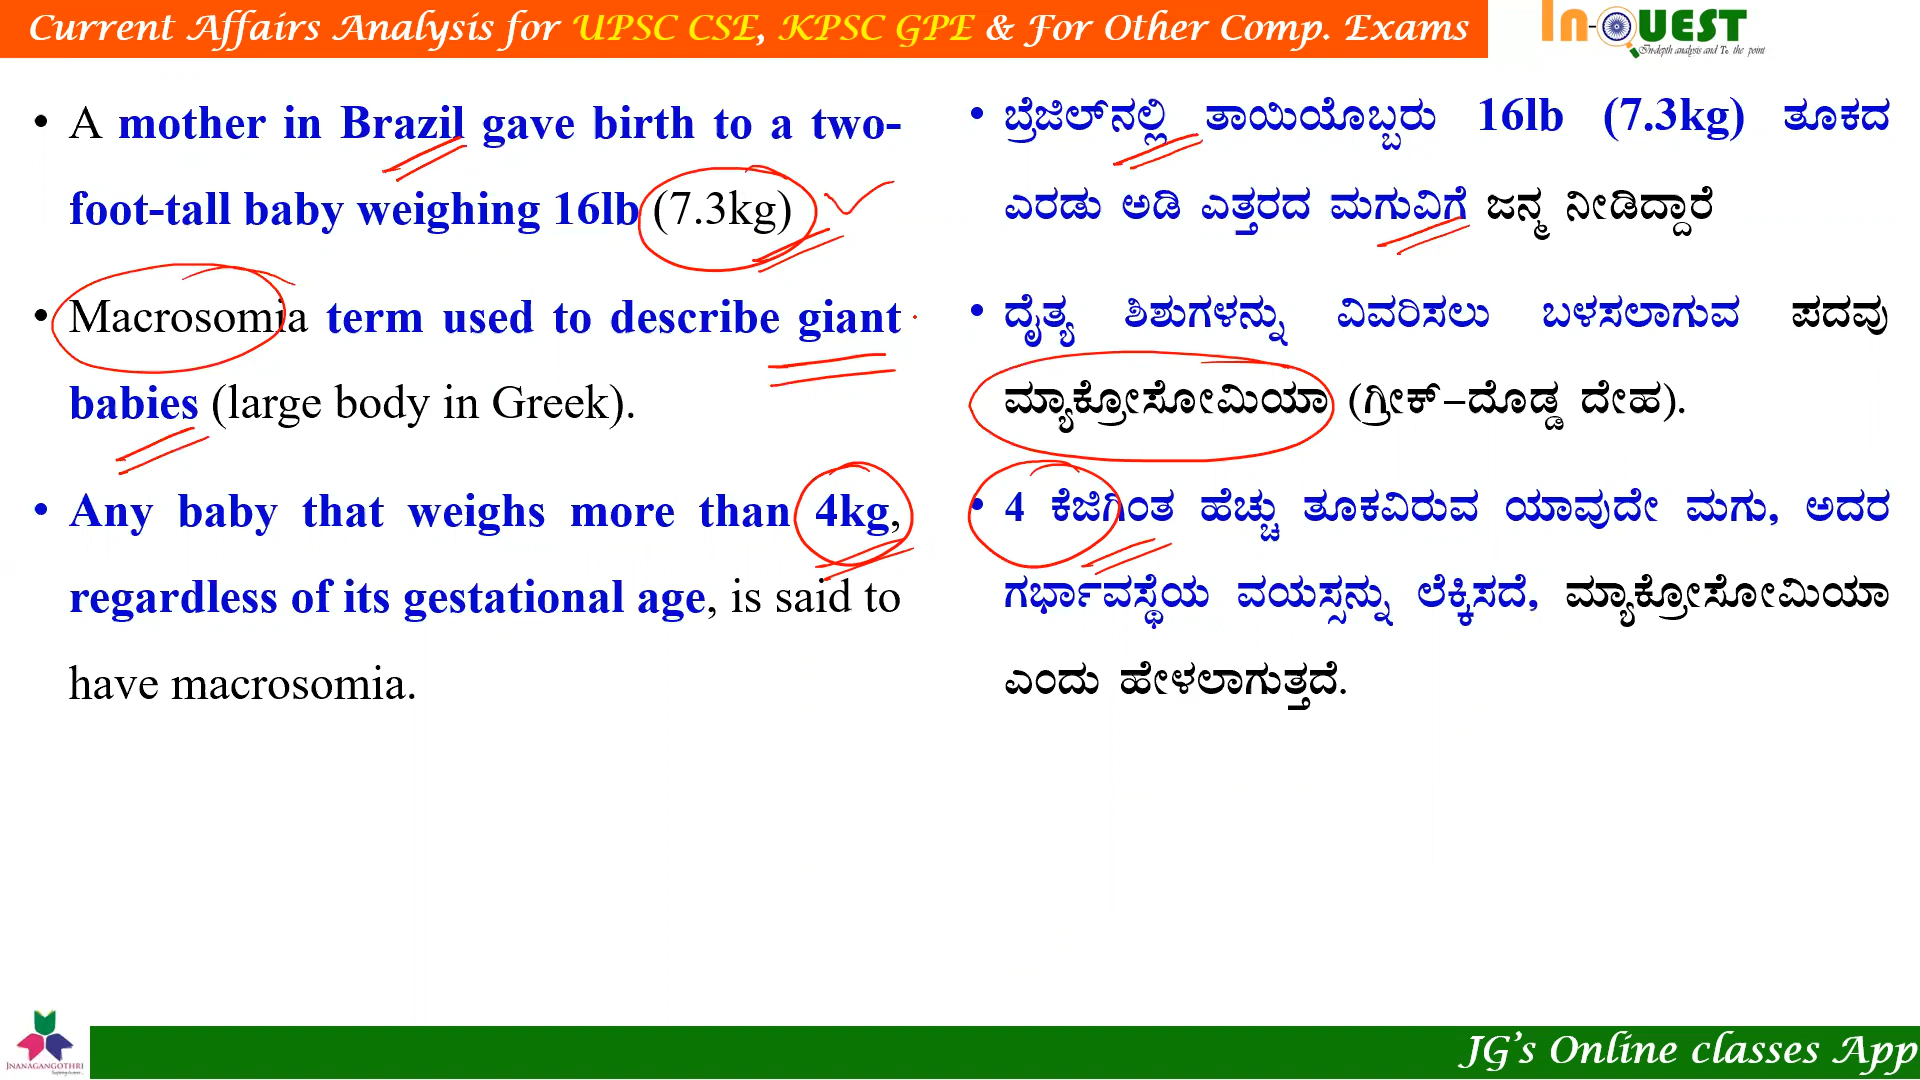 Current Affairs Analysis for UPSC CSE, KPSC GPE & For Other Comp. Exams
In-QUEST
In-depth analysis and To the point
• A mother in Brazil gave birth to a two-
foot-tall baby weighing 16lb (7.3kg)
• Macrosomia term used to describe giant
babies (large body in Greek).
• Any baby that weighs more than 4kg,
regardless of its gestational age, is said to
have macrosomia.
• ಬ್ರೆಜಿಲ್‌ನಲ್ಲಿ ತಾಯಿಯೊಬ್ಬರು 16lb (7.3kg) ತೂಕದ
ಎರಡು ಅಡಿ ಎತ್ತರದ ಮಗುವಿಗೆ ಜನ್ಮ ನೀಡಿದ್ದಾರೆ
• ದೈತ್ಯ ಶಿಶುಗಳನ್ನು ವಿವರಿಸಲು ಬಳಸಲಾಗುವ ಪದವು
ಮ್ಯಾಕ್ರೋಸೋಮಿಯಾ (ಗ್ರೀಕ್-ದೊಡ್ಡ ದೇಹ).
• 4 ಕೆಜಿಗಿಂತ ಹೆಚ್ಚು ತೂಕವಿರುವ ಯಾವುದೇ ಮಗು, ಅದರ
ಗರ್ಭಾವಸ್ಥೆಯ ವಯಸ್ಸನ್ನು ಲೆಕ್ಕಿಸದೆ, ಮ್ಯಾಕ್ರೋಸೋಮಿಯಾ
ಎಂದು ಹೇಳಲಾಗುತ್ತದೆ.
JNANAGANGOTHRI
JG's Online classes App